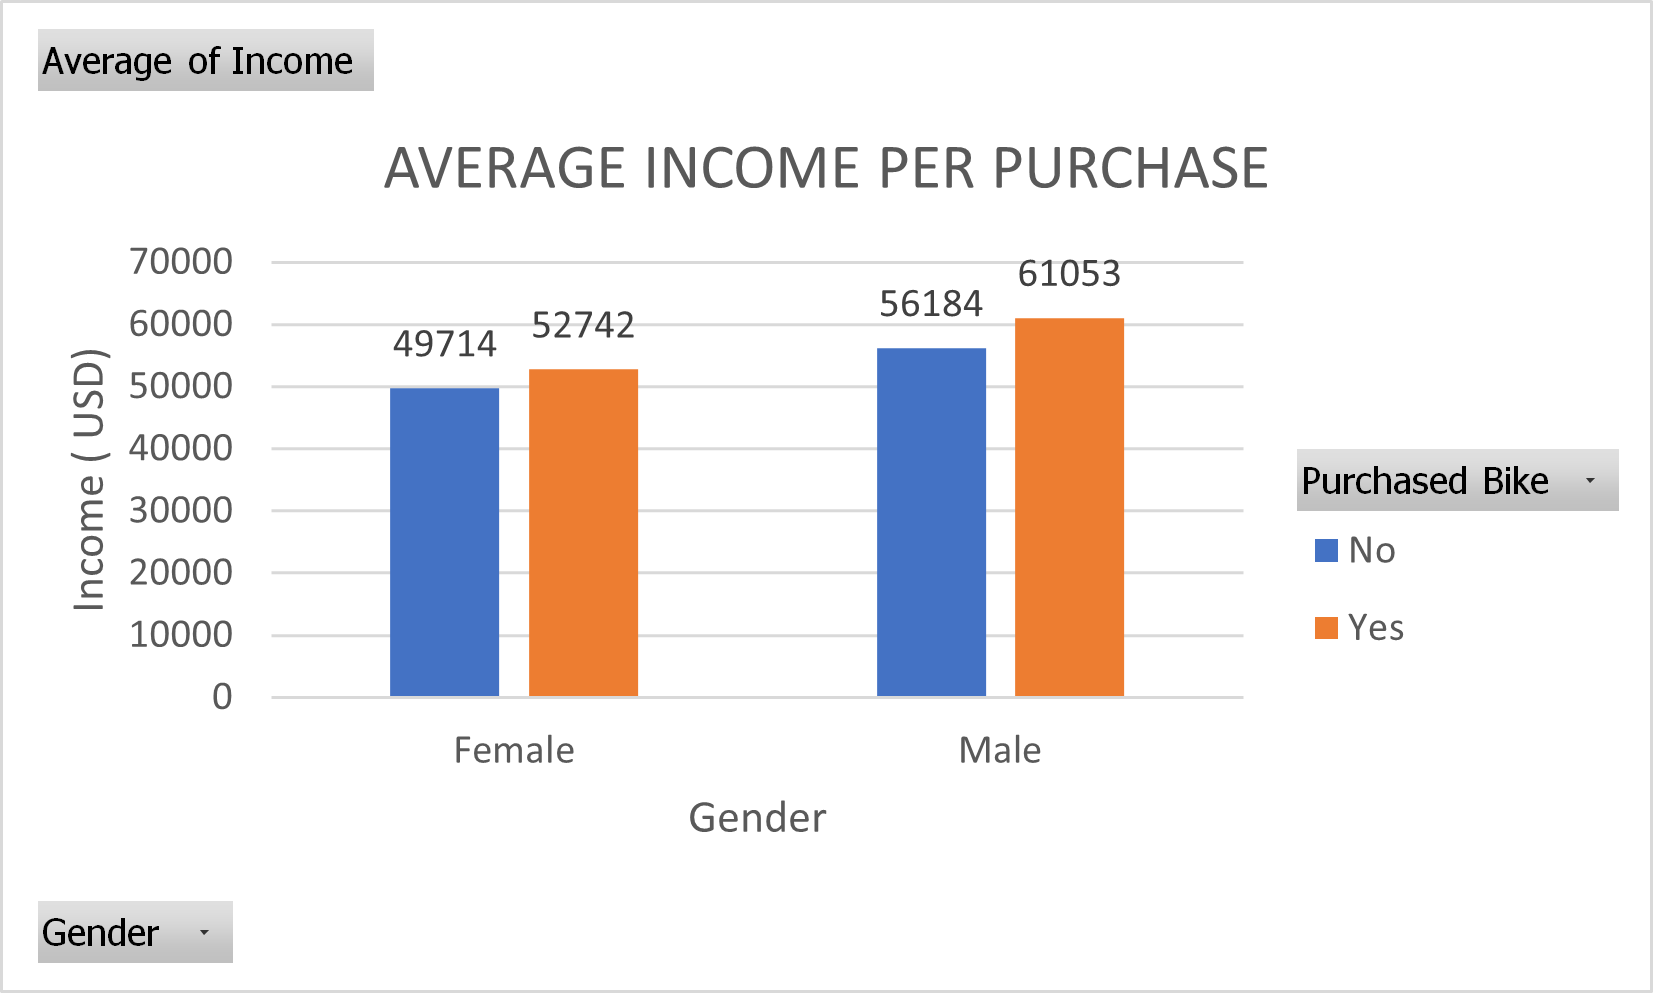 Average of Income
AVERAGE INCOME PER PURCHASE
70000
60000
50000
40000
30000
20000
10000
0
Income ( USD)
49714
52742
56184
61053
Female
Male
Gender
Purchased Bike
No
Yes
Gender